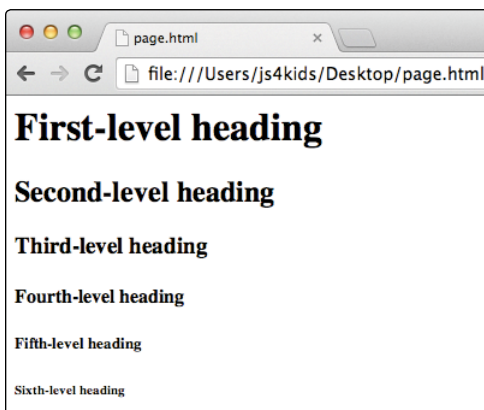 page.html
file:///Users/js4kids/Desktop/page.html
First-level heading
Second-level heading
Third-level heading
Fourth-level heading
Fifth-level heading
Sixth-level heading